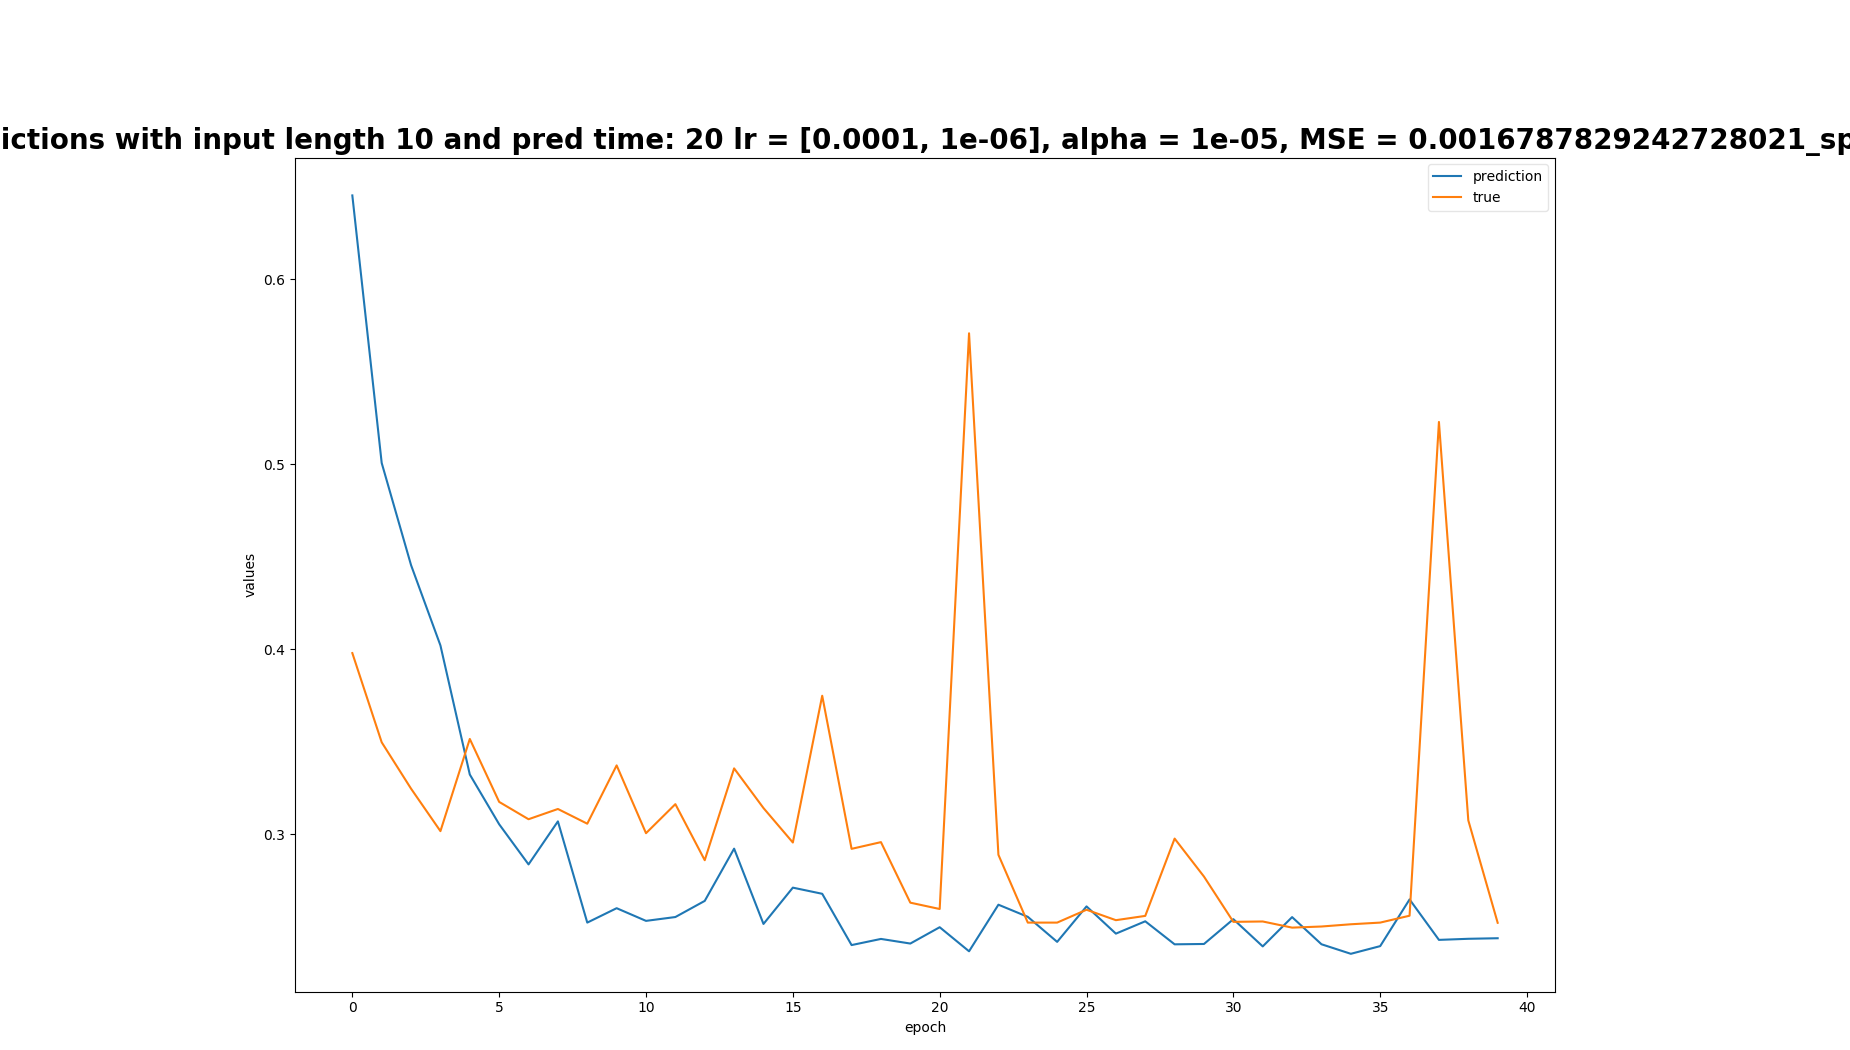 ictions with input length 10 and pred time: 20 lr = [0.0001, 1e-06], alpha = 1e-05, MSE = 0.0016787829242728021_sp
prediction
true
0.6
0.5
0.4
0.3
values
0 5 10 15 20 25 30 35 40
epoch